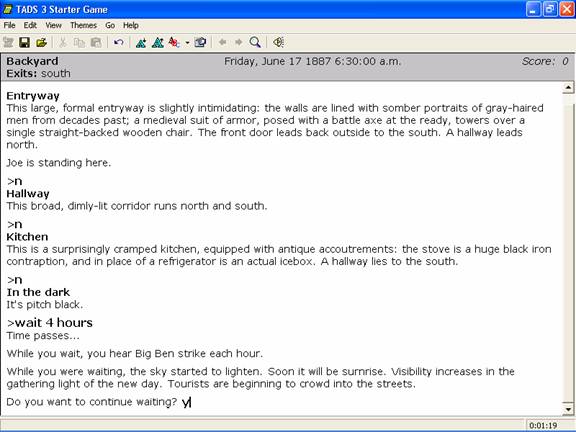 TADS 3 Starter Game
File Edit View Themes Go Help
Backyard Friday, June 17 1887 6:30:00 a.m. Score: 0
Exits: south
Entryway
This large, formal entryway is slightly intimidating: the walls are lined with somber portraits of gray-haired
men from decades past; a medieval suit of armor, posed with a battle axe at the ready, towers over a
single straight-backed wooden chair. The front door leads back outside to the south. A hallway leads
north.
Joe is standing here.
>n
Hallway
This broad, dimly-lit corridor runs north and south.
>n
Kitchen
This is a surprisingly cramped kitchen, equipped with antique accoutrements: the stove is a huge black iron
contraption, and in place of a refrigerator is an actual icebox. A hallway lies to the south.
>n
In the dark
It's pitch black.
>wait 4 hours
Time passes...
While you wait, you hear Big Ben strike each hour.
While you were waiting, the sky started to lighten. Soon it will be surnrise. Visibility increases in the
gathering light of the new day. Tourists are beginning to crowd into the streets.
Do you want to continue waiting? y
0:01:19